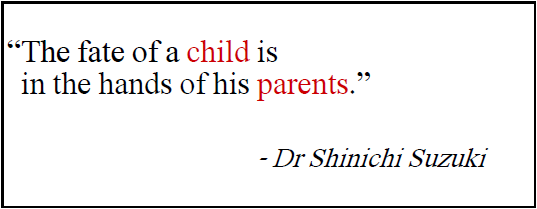 “The fate of a child is
in the hands of his parents.”
- Dr Shinichi Suzuki